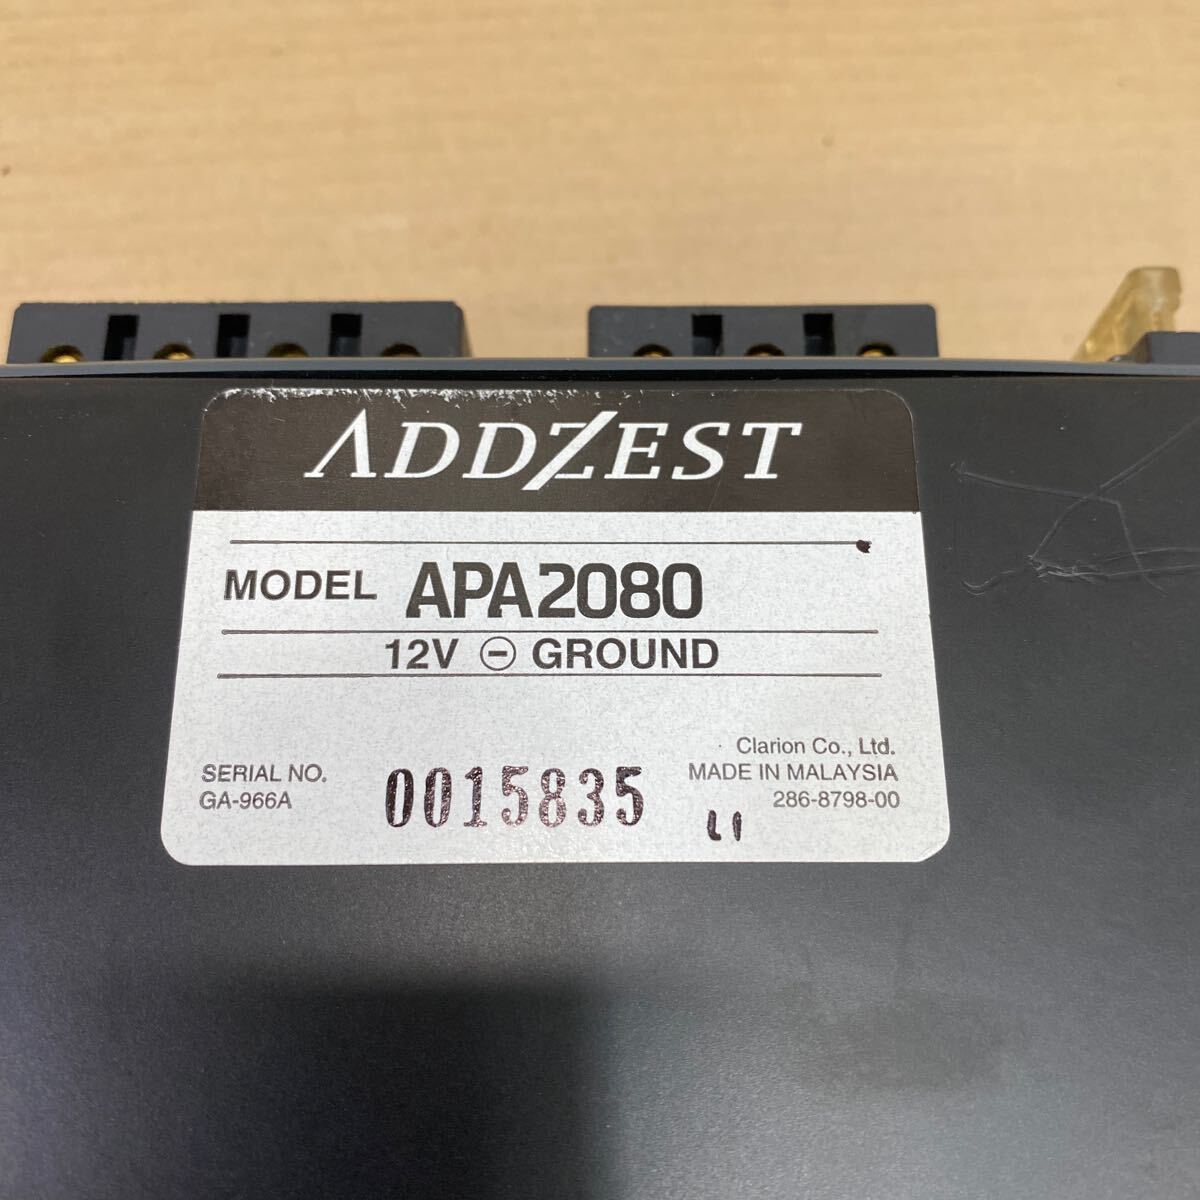 ADDZEST
MODEL APA2080
12V ⊖ GROUND
Clarion Co., Ltd.
SERIAL NO. 0015835 MADE IN MALAYSIA
GA-966A 286-8798-00